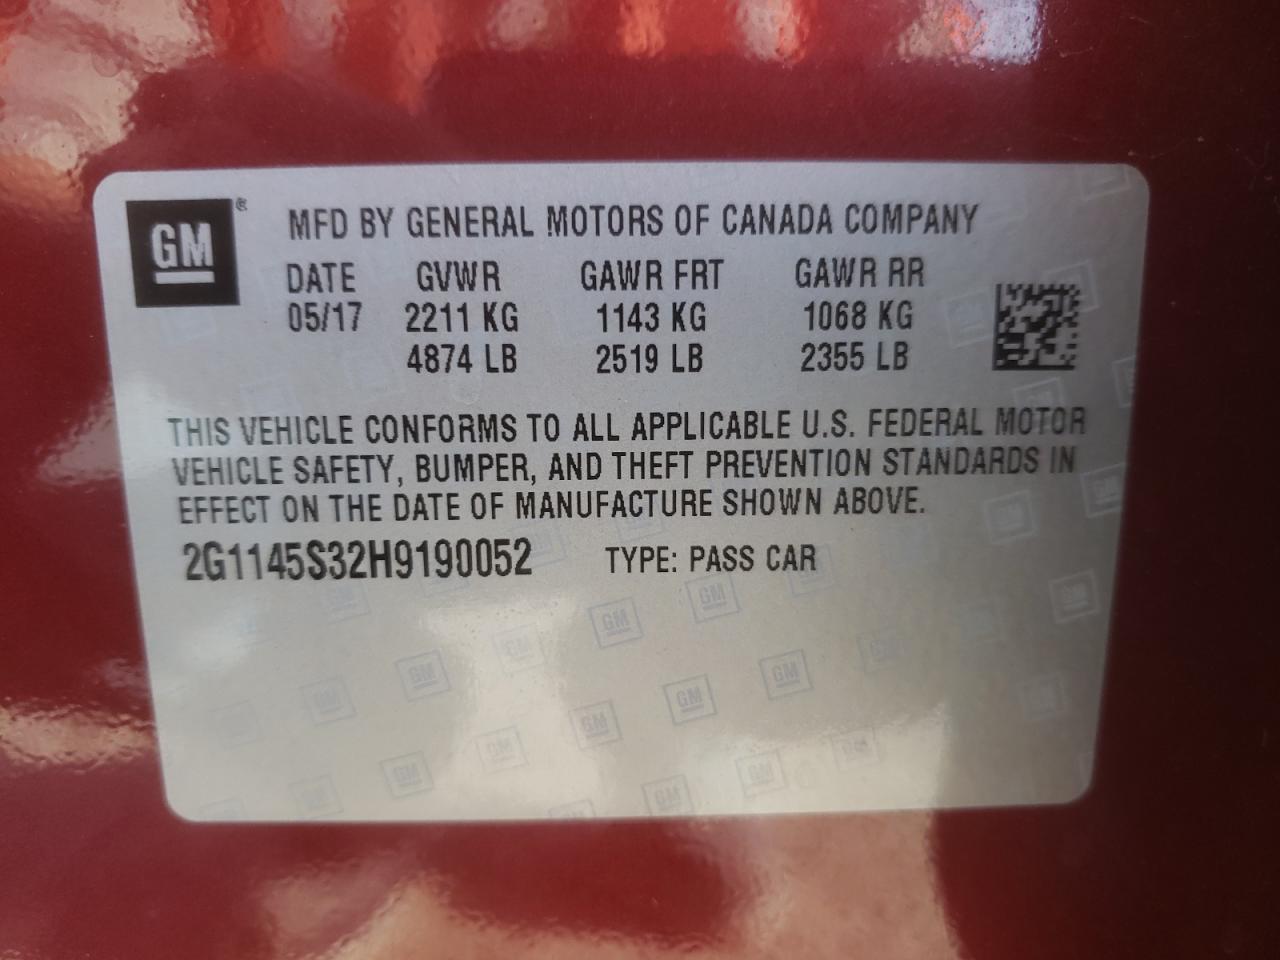 GM ® MFD BY GENERAL MOTORS OF CANADA COMPANY
DATE GVWR GAWR FRT GAWR RR
05/17 2211 KG 1143 KG 1068 KG
4874 LB 2519 LB 2355 LB
THIS VEHICLE CONFORMS TO ALL APPLICABLE U.S. FEDERAL MOTOR
VEHICLE SAFETY, BUMPER, AND THEFT PREVENTION STANDARDS IN
EFFECT ON THE DATE OF MANUFACTURE SHOWN ABOVE.
2G1145S32H9190052 TYPE: PASS CAR